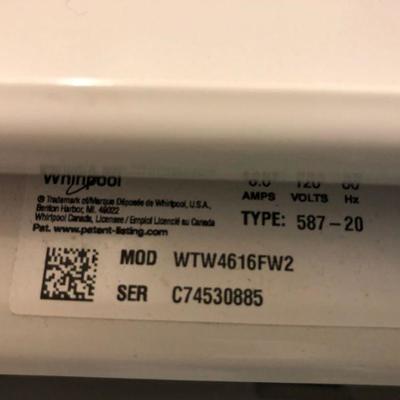 Whirlpool
® Trademark of/Marque Déposée de Whirlpool, U.S.A.,
Benton Harbor, MI. 49022
Whirlpool Canada, Licensee / Emploi Licencié au Canada
Pat. www.patent-listing.com
120 60
AMPS VOLTS Hz
TYPE: 587-20
MOD WTW4616FW2
SER C74530885